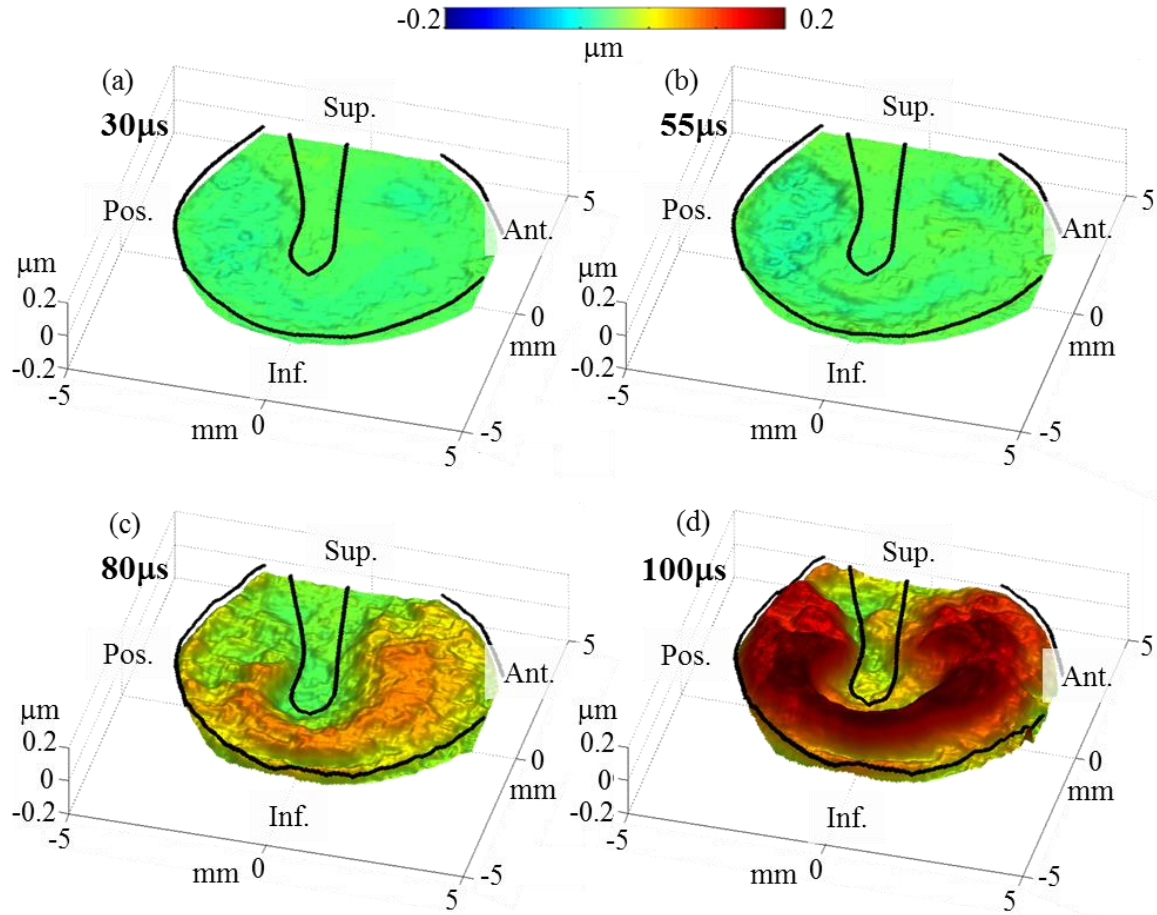 -0.2 0.2
μm
(a) (b)
30μs Sup. 55μs Sup.
5 5
Pos. Ant. Pos. Ant.
μm μm
0.2 0 0.2 0
0 mm 0 mm
-0.2 Inf. -0.2 Inf.
-5 -5
mm 0 -5 mm 0 -5
5 5
(c) (d)
80μs Sup. 100μs Sup.
5 5
Pos. Ant. Pos. Ant.
μm μm
0.2 0 0.2 0
0 mm 0 mm
-0.2 Inf. -0.2 Inf.
-5 -5
mm 0 -5 mm 0 -5
5 5